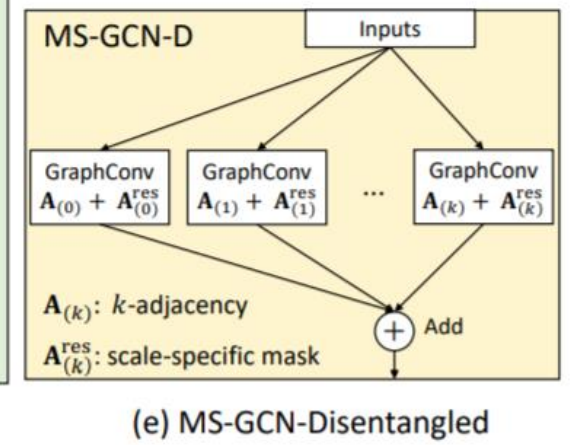 MS-GCN-D
Inputs
GraphConv
A(0) + A(0)^res
GraphConv
A(1) + A(1)^res
...
GraphConv
A(k) + A(k)^res
A(k): k-adjacency
A(k)^res: scale-specific mask
+ Add
(e) MS-GCN-Disentangled